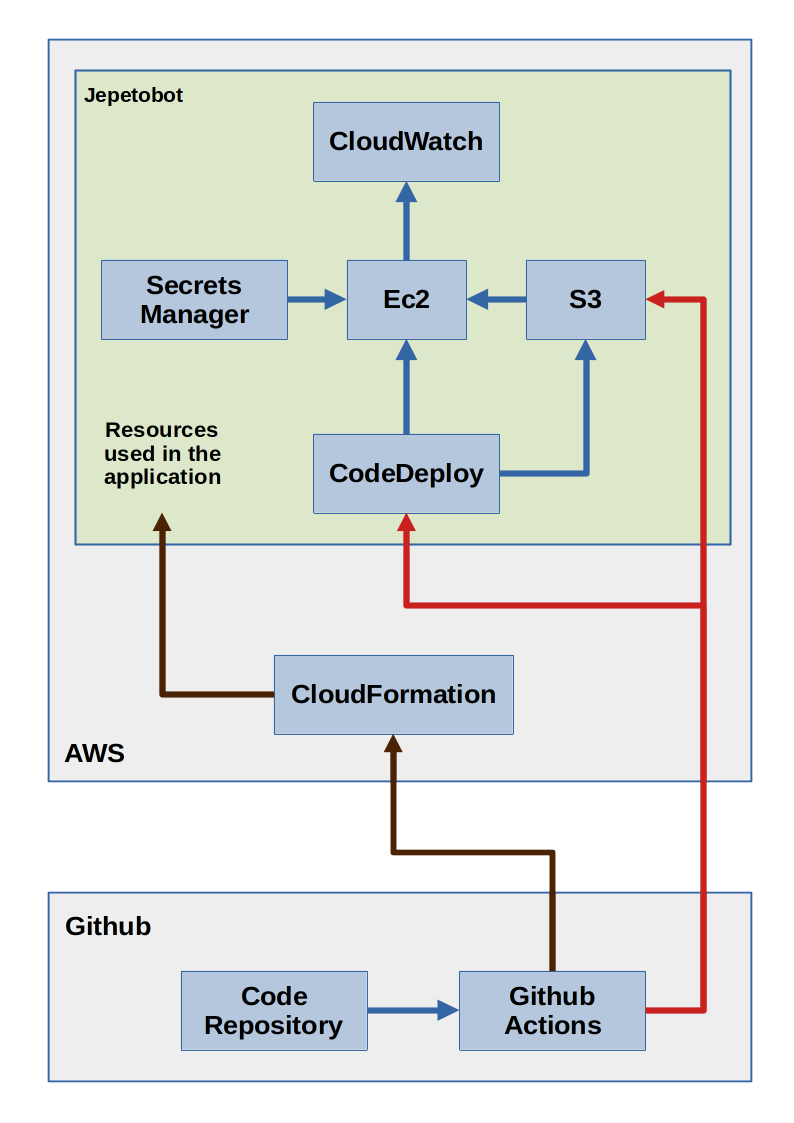 Jepetobot
CloudWatch
Secrets
Manager
Ec2
S3
Resources
used in the
application
CodeDeploy
CloudFormation
AWS
Github
Code
Repository
Github
Actions